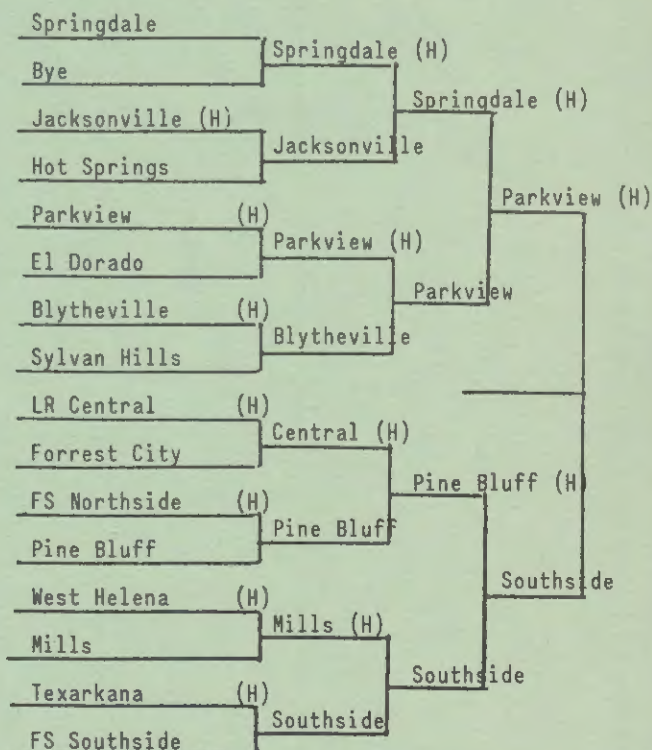 Springdale
Springdale (H)
Bye
Springdale (H)
Jacksonville (H)
Jacksonville
Hot Springs
Parkview (H)
Parkview (H)
Parkview (H)
El Dorado
Parkview
Blytheville (H)
Blytheville
Sylvan Hills
LR Central (H)
Central (H)
Forrest City
Pine Bluff (H)
FS Northside (H)
Pine Bluff
Pine Bluff
Southside
West Helena (H)
Mills (H)
Mills
Southside
Texarkana (H)
Southside
FS Southside